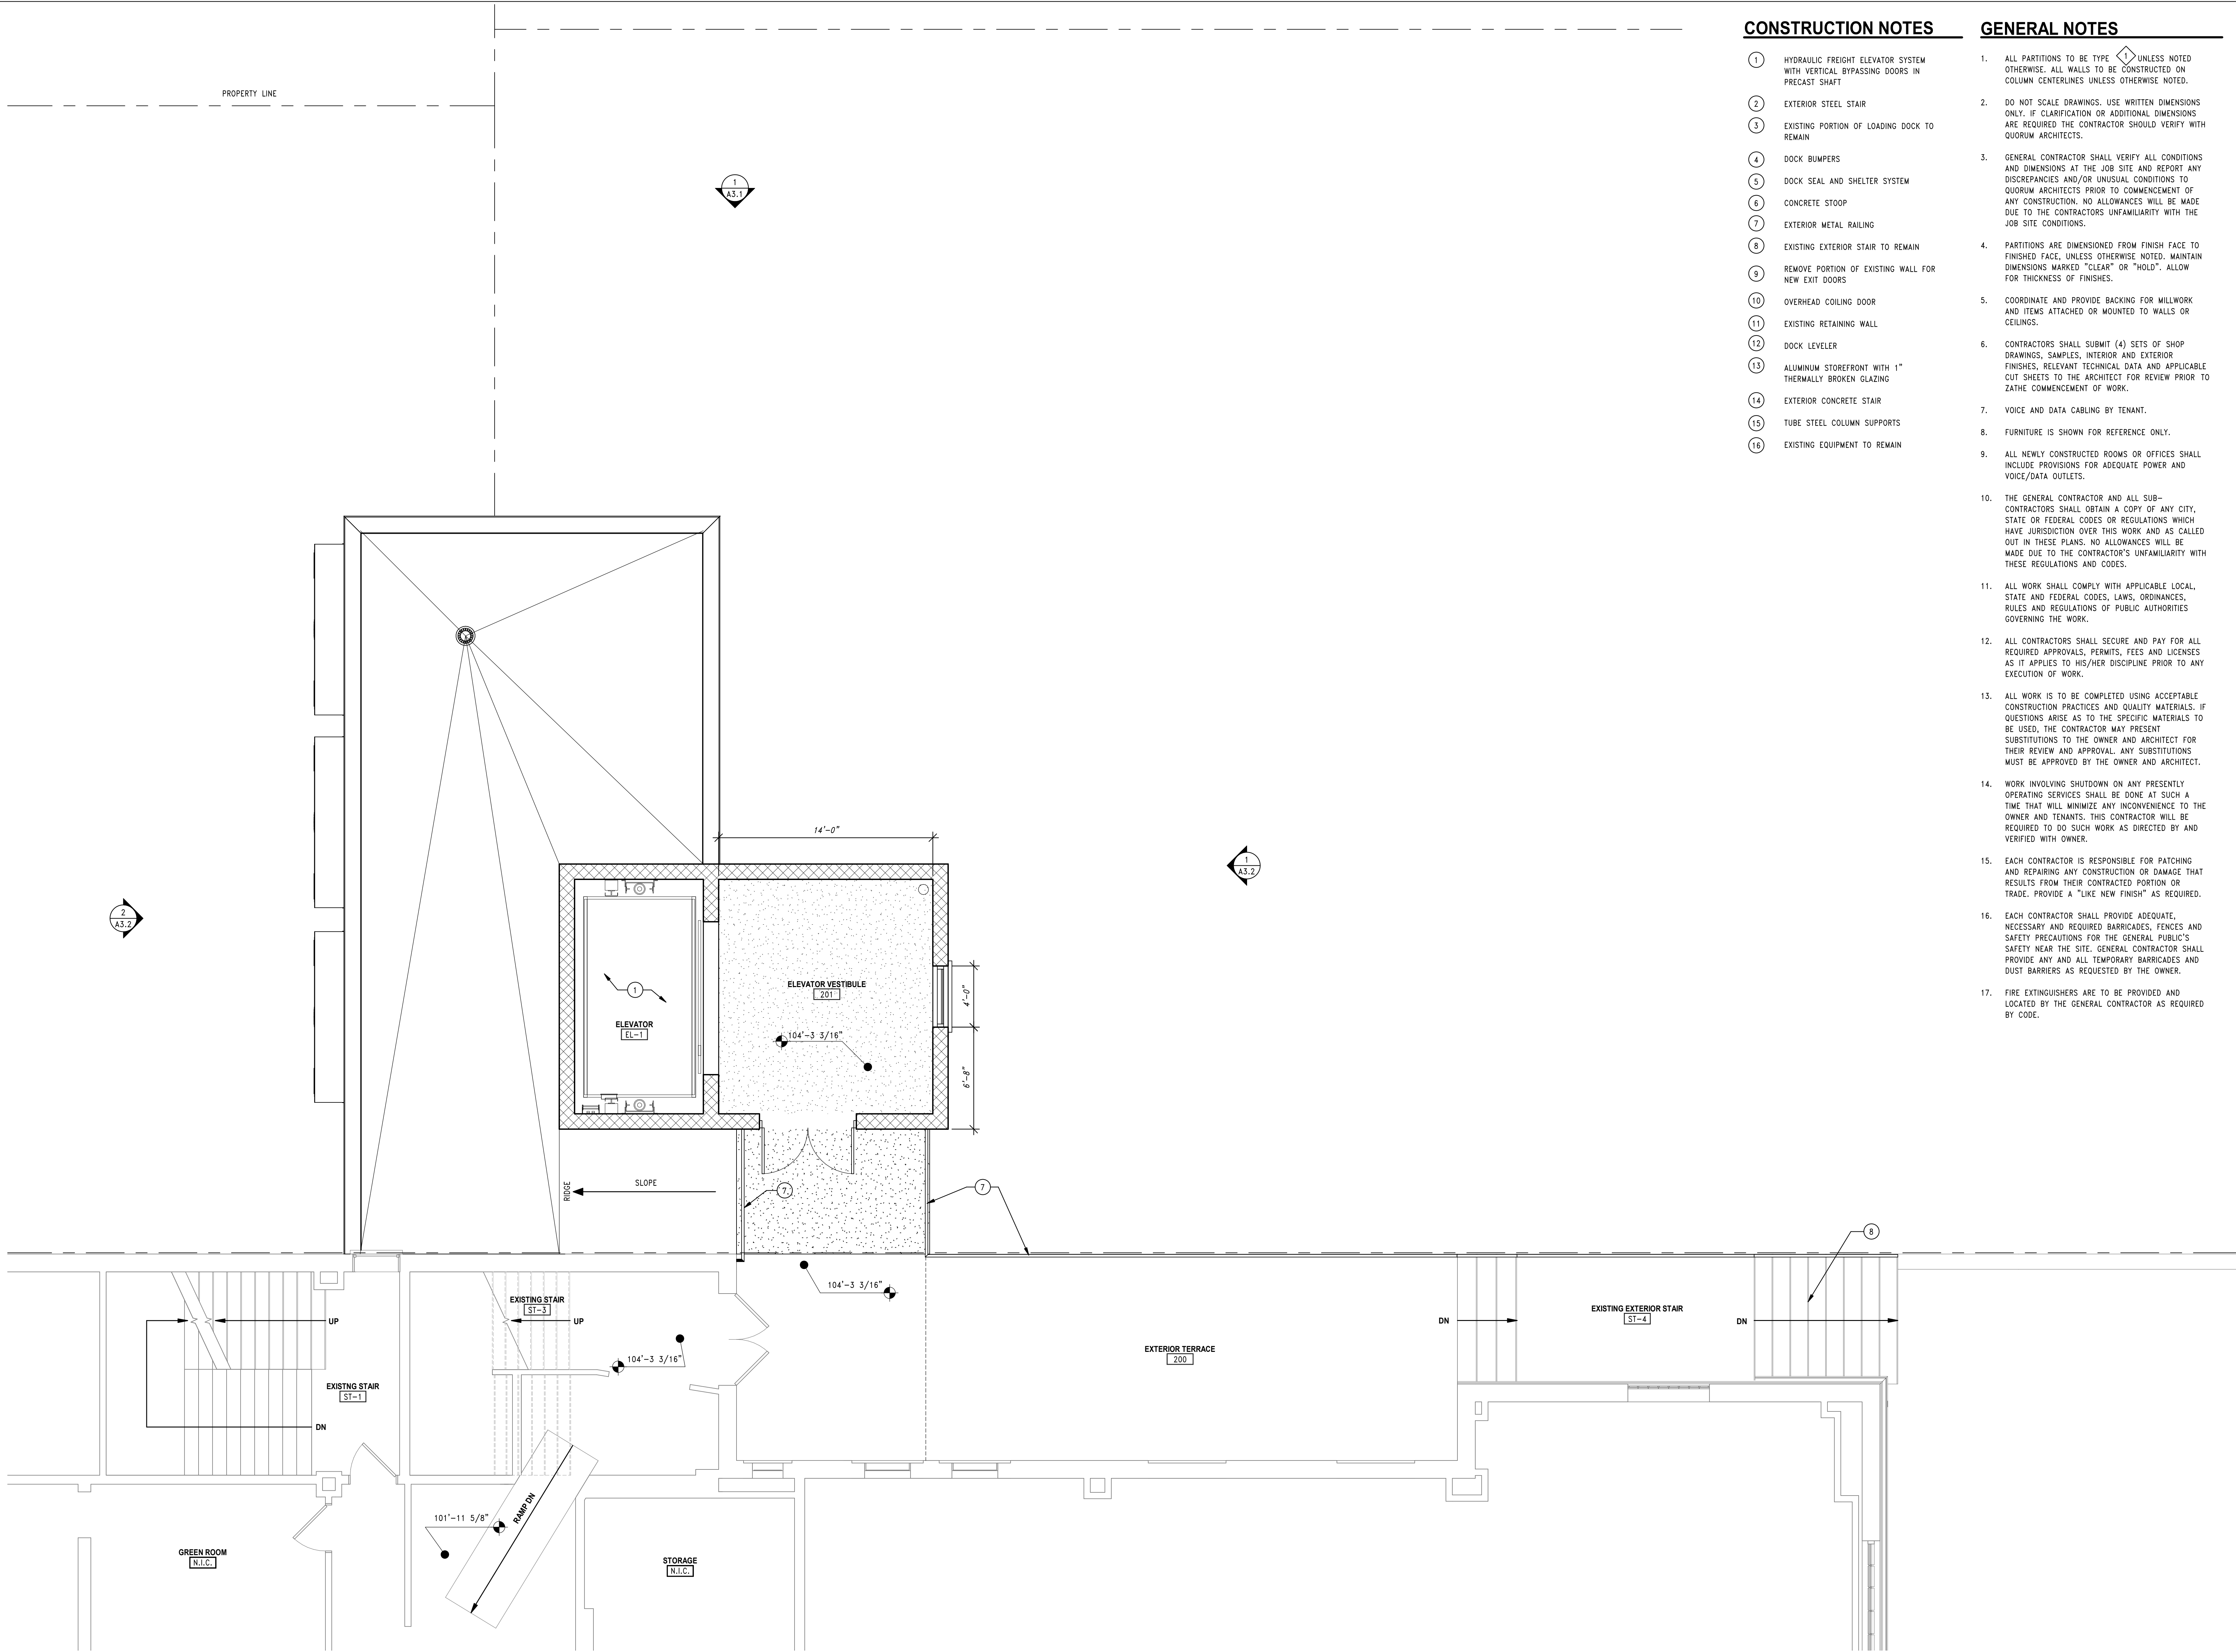 CONSTRUCTION NOTES
1
HYDRAULIC FREIGHT ELEVATOR SYSTEM
WITH VERTICAL BYPASSING DOORS IN
PRECAST SHAFT
2
EXTERIOR STEEL STAIR
3
EXISTING PORTION OF LOADING DOCK TO
REMAIN
4
DOCK BUMPERS
5
DOCK SEAL AND SHELTER SYSTEM
6
CONCRETE STOOP
7
EXTERIOR METAL RAILING
8
EXISTING EXTERIOR STAIR TO REMAIN
9
REMOVE PORTION OF EXISTING WALL FOR
NEW EXIT DOORS
10
OVERHEAD COILING DOOR
11
EXISTING RETAINING WALL
12
DOCK LEVELER
13
ALUMINUM STOREFRONT WITH 1"
THERMALLY BROKEN GLAZING
14
EXTERIOR CONCRETE STAIR
15
TUBE STEEL COLUMN SUPPORTS
16
EXISTING EQUIPMENT TO REMAIN
GENERAL NOTES
1. ALL PARTITIONS TO BE TYPE 1 UNLESS NOTED
OTHERWISE. ALL WALLS TO BE CONSTRUCTED ON
COLUMN CENTERLINES UNLESS OTHERWISE NOTED.
2. DO NOT SCALE DRAWINGS. USE WRITTEN DIMENSIONS
ONLY. IF CLARIFICATION OR ADDITIONAL DIMENSIONS
ARE REQUIRED THE CONTRACTOR SHOULD VERIFY WITH
QUORUM ARCHITECTS.
3. GENERAL CONTRACTOR SHALL VERIFY ALL CONDITIONS
AND DIMENSIONS AT THE JOB SITE AND REPORT ANY
DISCREPANCIES AND/OR UNUSUAL CONDITIONS TO
QUORUM ARCHITECTS PRIOR TO COMMENCEMENT OF
ANY CONSTRUCTION. NO ALLOWANCES WILL BE MADE
DUE TO THE CONTRACTORS UNFAMILIARITY WITH THE
JOB SITE CONDITIONS.
4. PARTITIONS ARE DIMENSIONED FROM FINISH FACE TO
FINISHED FACE, UNLESS OTHERWISE NOTED. MAINTAIN
DIMENSIONS MARKED "CLEAR" OR "HOLD". ALLOW
FOR THICKNESS OF FINISHES.
5. COORDINATE AND PROVIDE BACKING FOR MILLWORK
AND ITEMS ATTACHED OR MOUNTED TO WALLS OR
CEILINGS.
6. CONTRACTORS SHALL SUBMIT (4) SETS OF SHOP
DRAWINGS, SAMPLES, INTERIOR AND EXTERIOR
FINISHES, RELEVANT TECHNICAL DATA AND APPLICABLE
CUT SHEETS TO THE ARCHITECT FOR REVIEW PRIOR TO
ZATHE COMMENCEMENT OF WORK.
7. VOICE AND DATA CABLING BY TENANT.
8. FURNITURE IS SHOWN FOR REFERENCE ONLY.
9. ALL NEWLY CONSTRUCTED ROOMS OR OFFICES SHALL
INCLUDE PROVISIONS FOR ADEQUATE POWER AND
VOICE/DATA OUTLETS.
10. THE GENERAL CONTRACTOR AND ALL SUB-
CONTRACTORS SHALL OBTAIN A COPY OF ANY CITY,
STATE OR FEDERAL CODES OR REGULATIONS WHICH
HAVE JURISDICTION OVER THIS WORK AND AS CALLED
OUT IN THESE PLANS. NO ALLOWANCES WILL BE
MADE DUE TO THE CONTRACTOR'S UNFAMILIARITY WITH
THESE REGULATIONS AND CODES.
11. ALL WORK SHALL COMPLY WITH APPLICABLE LOCAL,
STATE AND FEDERAL CODES, LAWS, ORDINANCES,
RULES AND REGULATIONS OF PUBLIC AUTHORITIES
GOVERNING THE WORK.
12. ALL CONTRACTORS SHALL SECURE AND PAY FOR ALL
REQUIRED APPROVALS, PERMITS, FEES AND LICENSES
AS IT APPLIES TO HIS/HER DISCIPLINE PRIOR TO ANY
EXECUTION OF WORK.
13. ALL WORK IS TO BE COMPLETED USING ACCEPTABLE
CONSTRUCTION PRACTICES AND QUALITY MATERIALS. IF
QUESTIONS ARISE AS TO THE SPECIFIC MATERIALS TO
BE USED, THE CONTRACTOR MAY PRESENT
SUBSTITUTIONS TO THE OWNER AND ARCHITECT FOR
THEIR REVIEW AND APPROVAL. ANY SUBSTITUTIONS
MUST BE APPROVED BY THE OWNER AND ARCHITECT.
14. WORK INVOLVING SHUTDOWN ON ANY PRESENTLY
OPERATING SERVICES SHALL BE DONE AT SUCH A
TIME THAT WILL MINIMIZE ANY INCONVENIENCE TO THE
OWNER AND TENANTS. THIS CONTRACTOR WILL BE
REQUIRED TO DO SUCH WORK AS DIRECTED BY AND
VERIFIED WITH OWNER.
15. EACH CONTRACTOR IS RESPONSIBLE FOR PATCHING
AND REPAIRING ANY CONSTRUCTION OR DAMAGE THAT
RESULTS FROM THEIR CONTRACTED PORTION OR
TRADE. PROVIDE A "LIKE NEW FINISH" AS REQUIRED.
16. EACH CONTRACTOR SHALL PROVIDE ADEQUATE,
NECESSARY AND REQUIRED BARRICADES, FENCES AND
SAFETY PRECAUTIONS FOR THE GENERAL PUBLIC'S
SAFETY NEAR THE SITE. GENERAL CONTRACTOR SHALL
PROVIDE ANY AND ALL TEMPORARY BARRICADES AND
DUST BARRIERS AS REQUESTED BY THE OWNER.
17. FIRE EXTINGUISHERS ARE TO BE PROVIDED AND
LOCATED BY THE GENERAL CONTRACTOR AS REQUIRED
BY CODE.
PROPERTY LINE
1
A3.1
14'-0"
1
A3.2
2
A3.2
ELEVATOR VESTIBULE
201
1
4'-0"
ELEVATOR
EL-1
104'-3 3/16"
6'-8"
RIDGE
SLOPE
7
7
8
104'-3 3/16"
EXISTING STAIR
ST-3
UP
UP
EXISTING EXTERIOR STAIR
ST-4
DN
DN
EXTERIOR TERRACE
200
104'-3 3/16"
EXISTNG STAIR
ST-1
DN
101'-11 5/8"
RAMP DN
GREEN ROOM
N.I.C.
STORAGE
N.I.C.